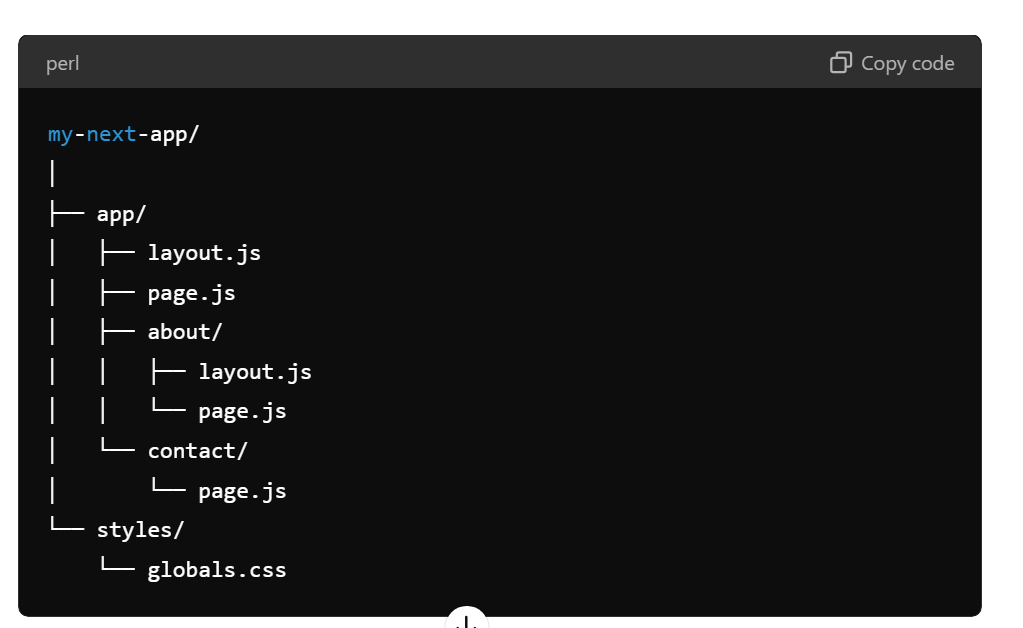 perl Copy code
my-next-app/
│
├── app/
│   ├── layout.js
│   ├── page.js
│   ├── about/
│   │   ├── layout.js
│   │   └── page.js
│   └── contact/
│       └── page.js
└── styles/
    └── globals.css